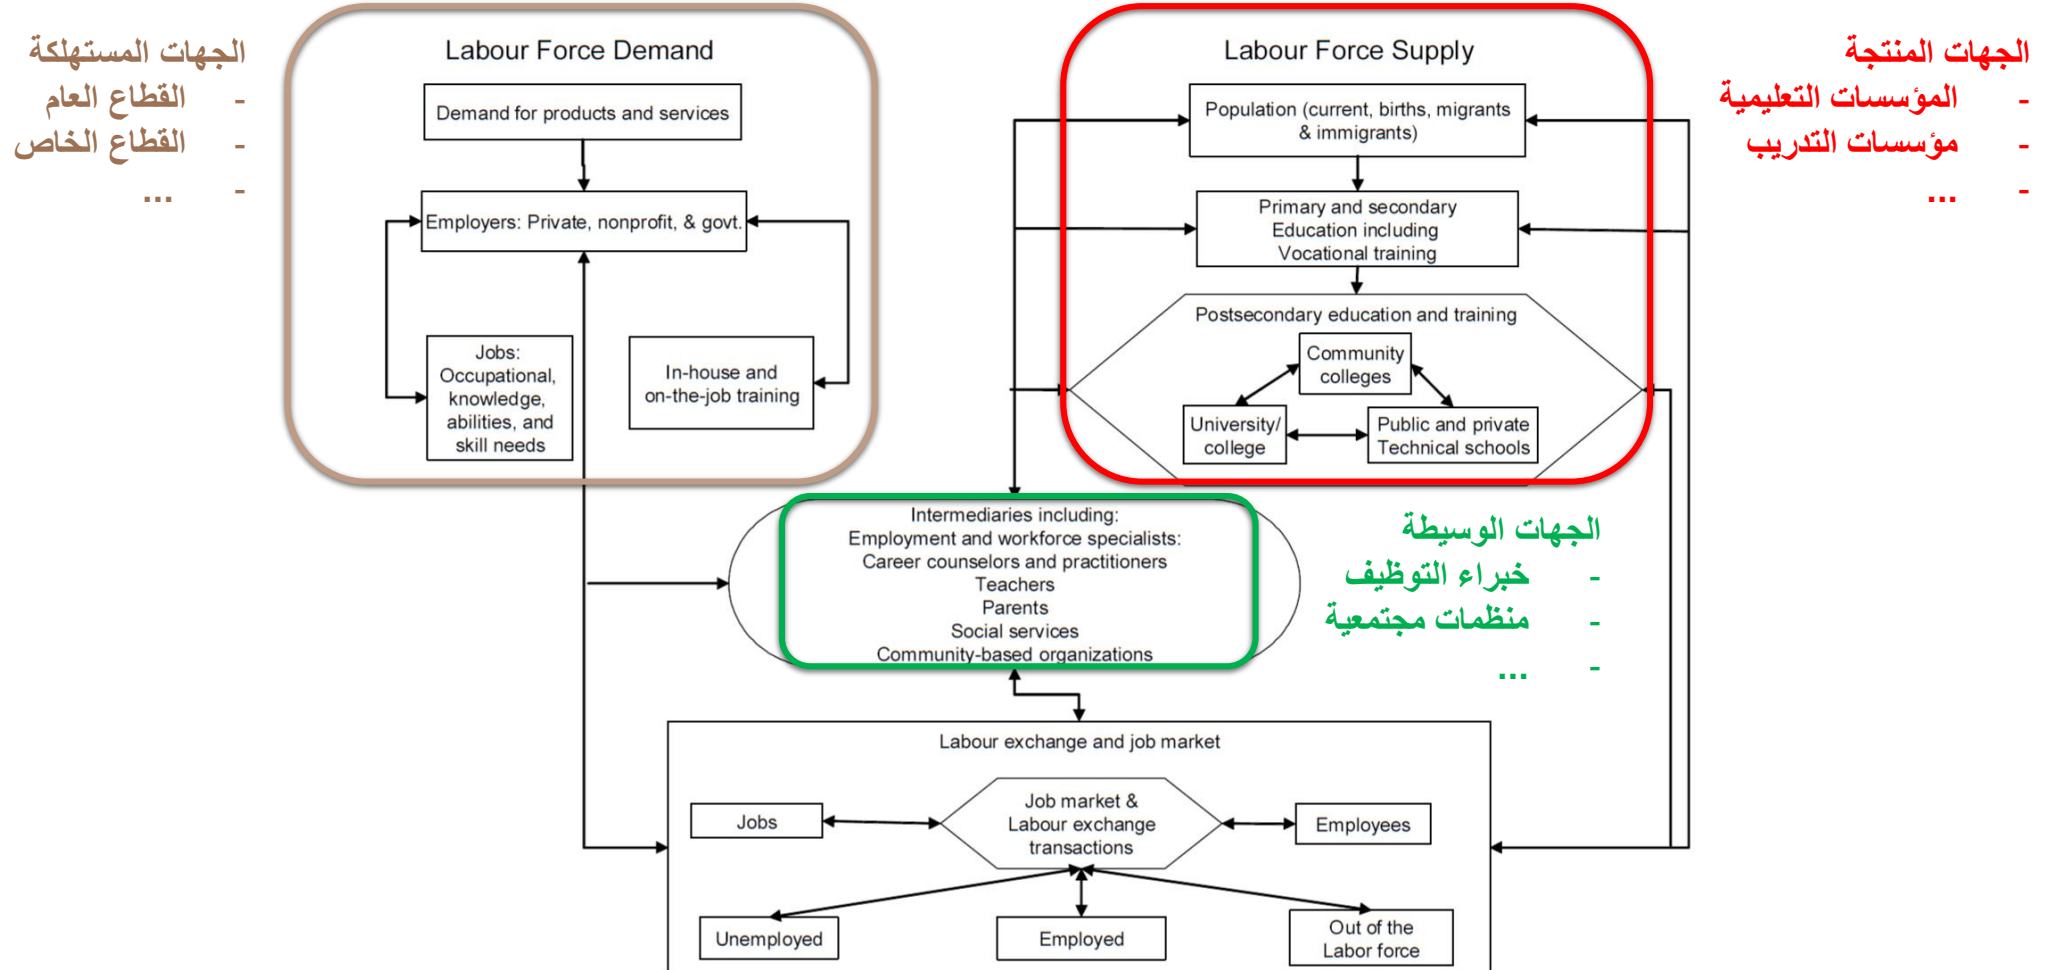 الجهات المستهلكة
- القطاع العام
- القطاع الخاص
- ...
Labour Force Demand
Demand for products and services
Employers: Private, nonprofit, & govt.
Jobs:
Occupational,
knowledge,
abilities, and
skill needs
In-house and
on-the-job training
Labour Force Supply
Population (current, births, migrants
& immigrants)
Primary and secondary
Education including
Vocational training
Postsecondary education and training
Community
colleges
University/
college
Public and private
Technical schools
الجهات المنتجة
- المؤسسات التعليمية
- مؤسسات التدريب
- ...
Intermediaries including:
Employment and workforce specialists:
Career counselors and practitioners
Teachers
Parents
Social services
Community-based organizations
الجهات الوسيطة
- خبراء التوظيف
- منظمات مجتمعية
- ...
Labour exchange and job market
Jobs
Job market &
Labour exchange
transactions
Employees
Unemployed
Employed
Out of the
Labor force